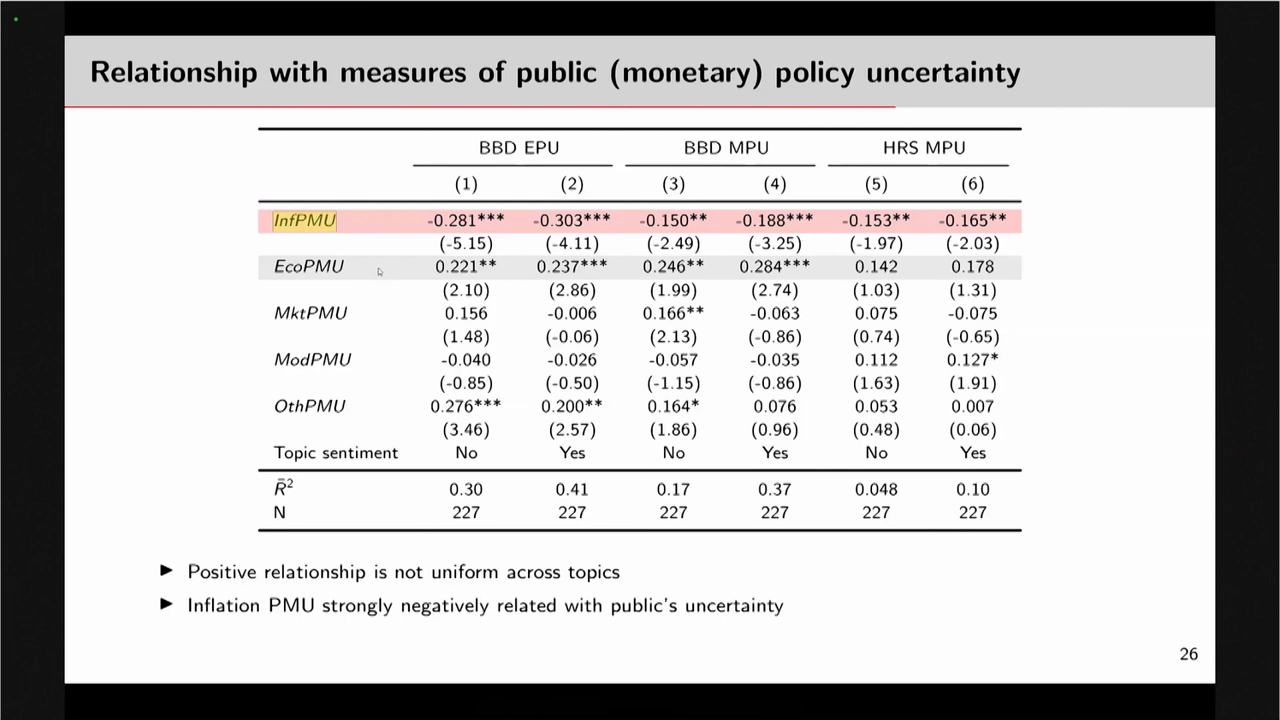 Relationship with measures of public (monetary) policy uncertainty
BBD EPU BBD MPU HRS MPU
(1) (2) (3) (4) (5) (6)
InfPMU -0.281*** -0.303*** -0.150** -0.188*** -0.153** -0.165**
(-5.15) (-4.11) (-2.49) (-3.25) (-1.97) (-2.03)
EcoPMU 0.221** 0.237*** 0.246** 0.284*** 0.142 0.178
(2.10) (2.86) (1.99) (2.74) (1.03) (1.31)
MktPMU 0.156 -0.006 0.166** -0.063 0.075 -0.075
(1.48) (-0.06) (2.13) (-0.86) (0.74) (-0.65)
ModPMU -0.040 -0.026 -0.057 -0.035 0.112 0.127*
(-0.85) (-0.50) (-1.15) (-0.86) (1.63) (1.91)
OthPMU 0.276*** 0.200** 0.164* 0.076 0.053 0.007
(3.46) (2.57) (1.86) (0.96) (0.48) (0.06)
Topic sentiment No Yes No Yes No Yes
R̄² 0.30 0.41 0.17 0.37 0.048 0.10
N 227 227 227 227 227 227
▶ Positive relationship is not uniform across topics
▶ Inflation PMU strongly negatively related with public's uncertainty
26